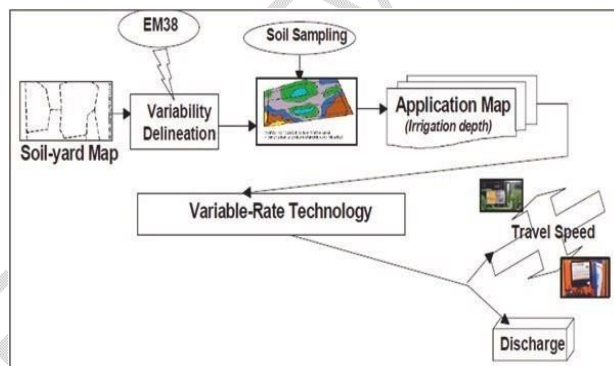 EM38
Soil Sampling
Soil-yard Map
Variability
Delineation
Application Map
(Irrigation depth)
Variable-Rate Technology
Travel Speed
Discharge